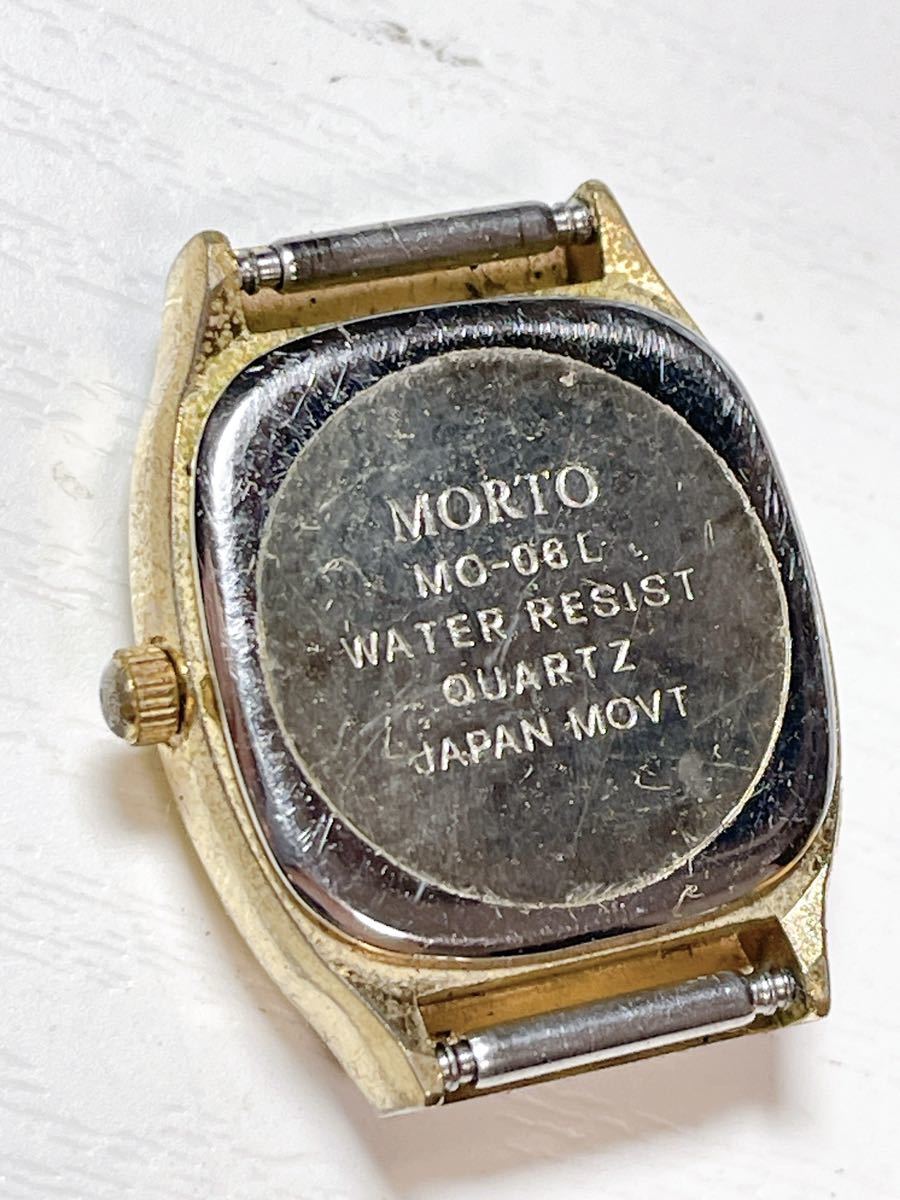 MORTO
MO-06L
WATER RESIST
QUARTZ
JAPAN MOVT